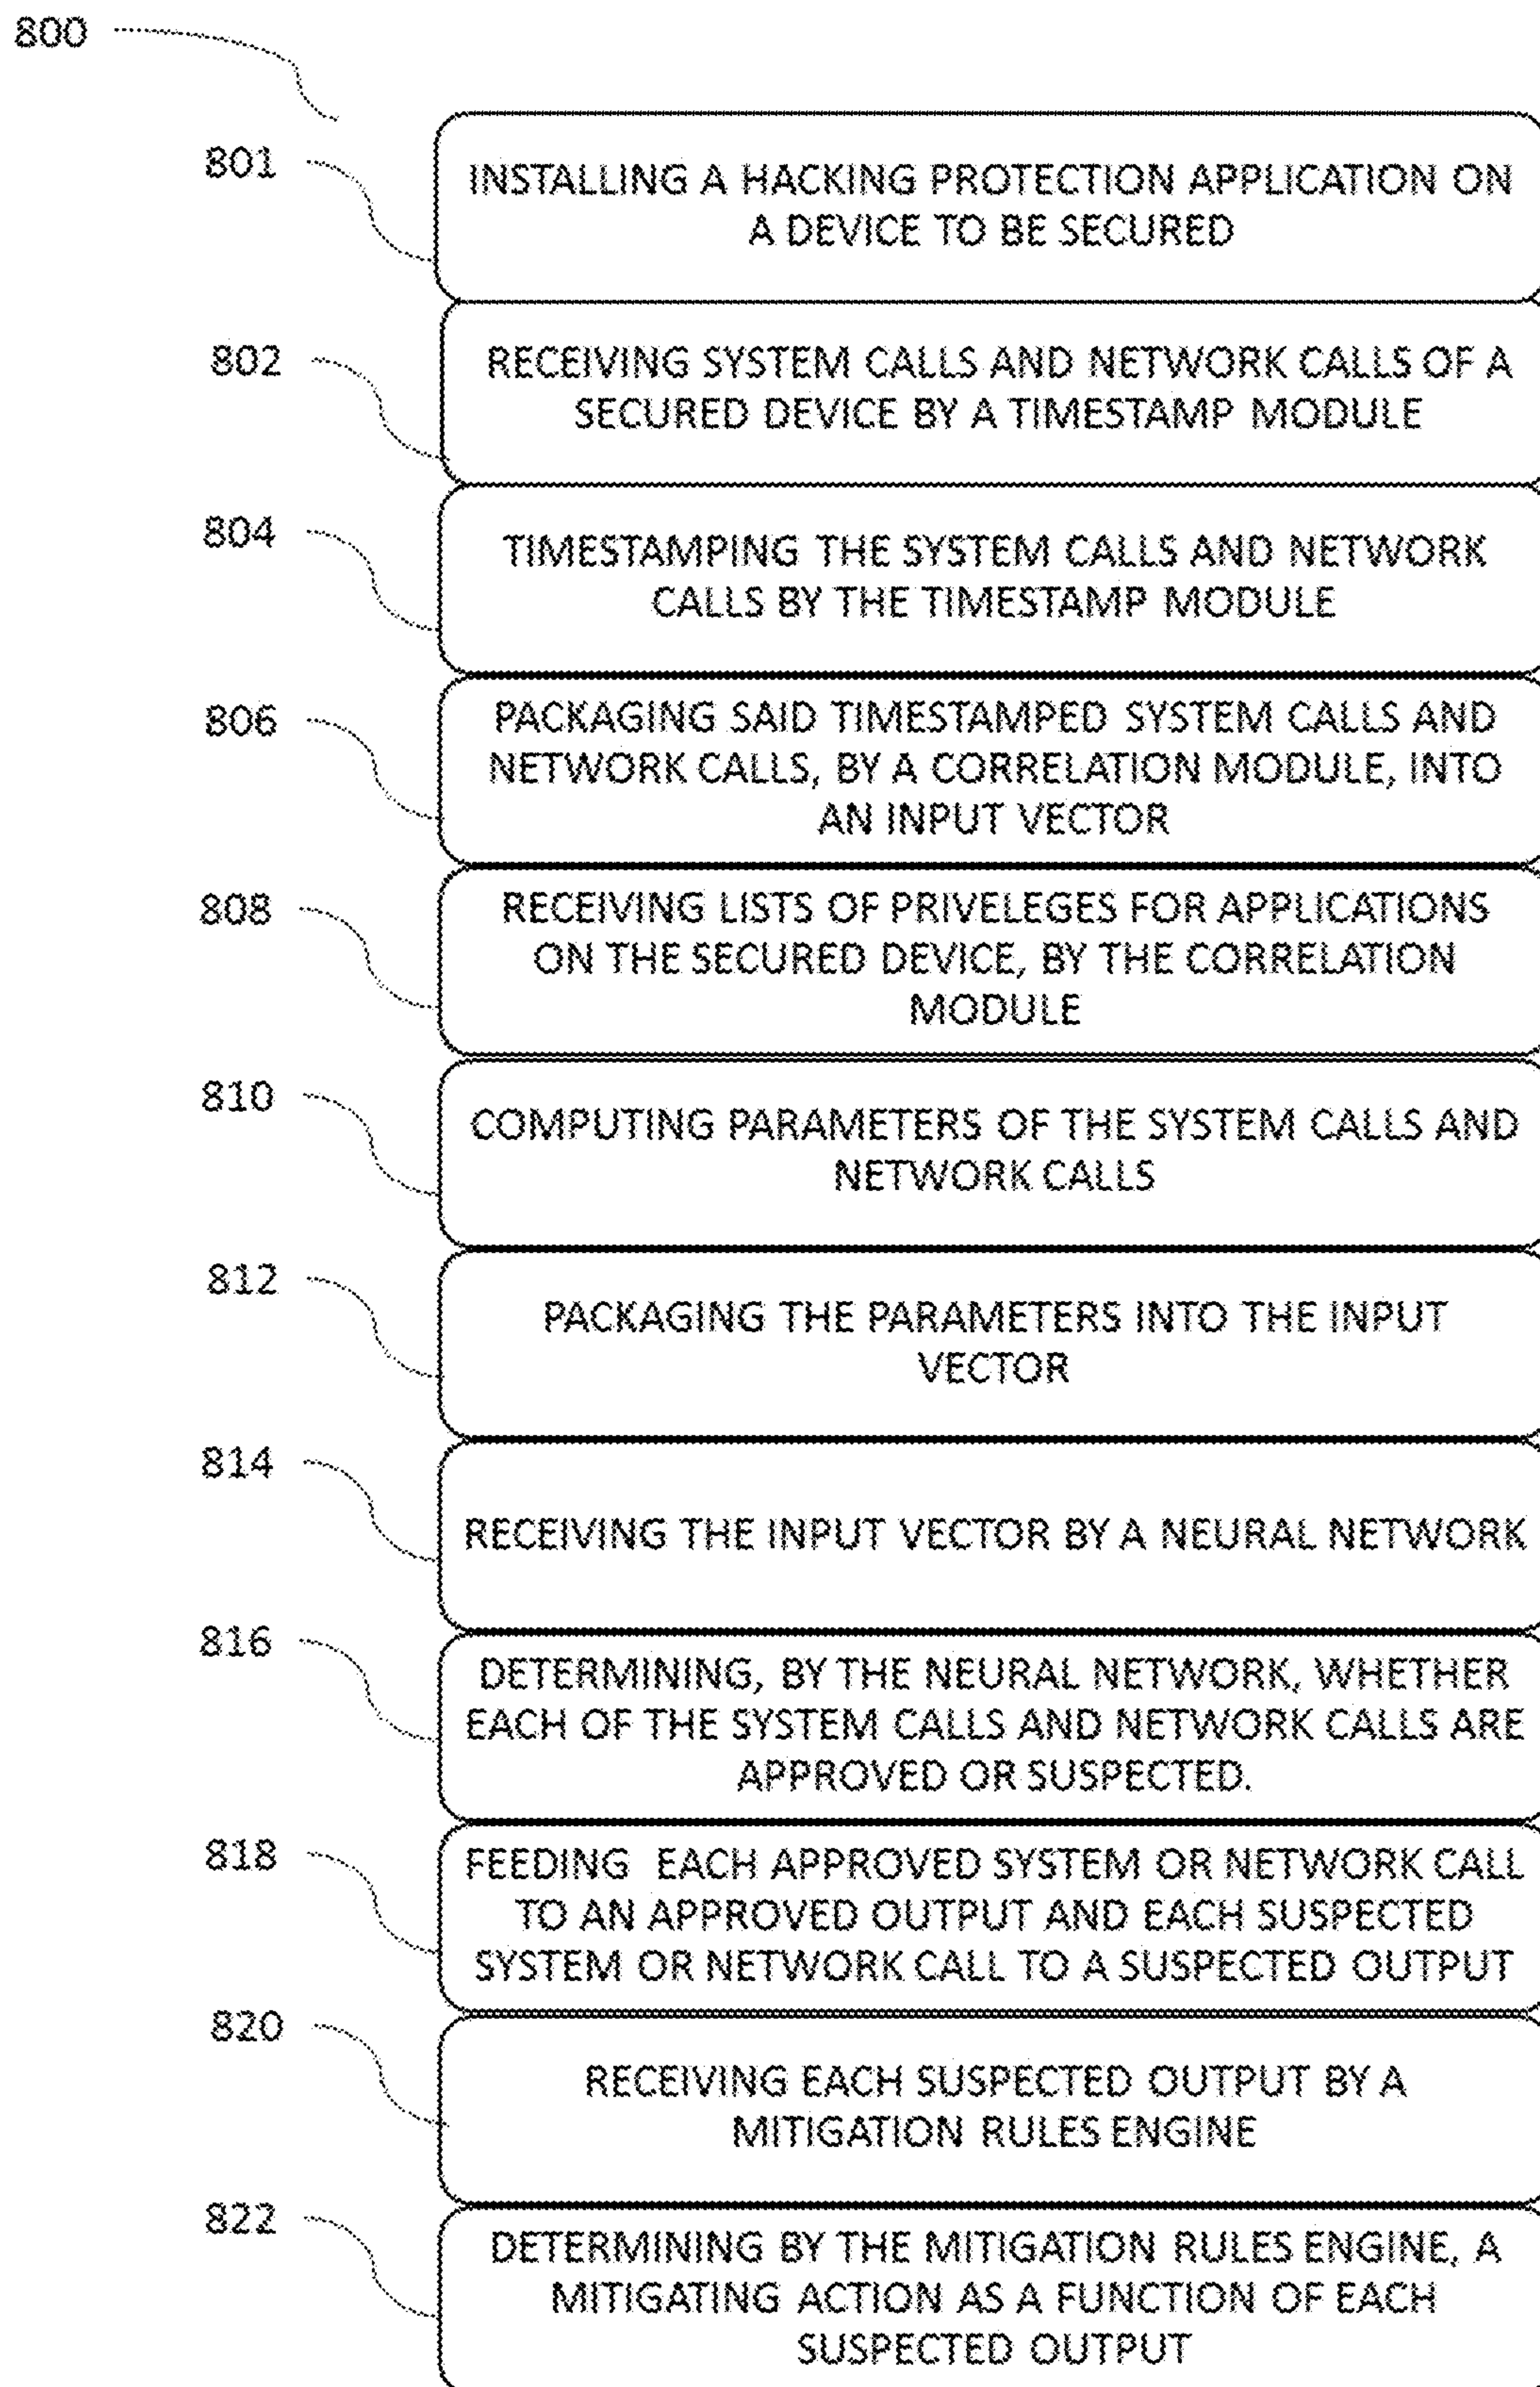 800
801
INSTALLING A HACKING PROTECTION APPLICATION ON
A DEVICE TO BE SECURED
802
RECEIVING SYSTEM CALLS AND NETWORK CALLS OF A
SECURED DEVICE BY A TIMESTAMP MODULE
804
TIMESTAMPING THE SYSTEM CALLS AND NETWORK
CALLS BY THE TIMESTAMP MODULE
806
PACKAGING SAID TIMESTAMPED SYSTEM CALLS AND
NETWORK CALLS, BY A CORRELATION MODULE, INTO
AN INPUT VECTOR
808
RECEIVING LISTS OF PRIVELEGES FOR APPLICATIONS
ON THE SECURED DEVICE, BY THE CORRELATION
MODULE
810
COMPUTING PARAMETERS OF THE SYSTEM CALLS AND
NETWORK CALLS
812
PACKAGING THE PARAMETERS INTO THE INPUT
VECTOR
814
RECEIVING THE INPUT VECTOR BY A NEURAL NETWORK
816
DETERMINING, BY THE NEURAL NETWORK, WHETHER
EACH OF THE SYSTEM CALLS AND NETWORK CALLS ARE
APPROVED OR SUSPECTED.
818
FEEDING EACH APPROVED SYSTEM OR NETWORK CALL
TO AN APPROVED OUTPUT AND EACH SUSPECTED
SYSTEM OR NETWORK CALL TO A SUSPECTED OUTPUT
820
RECEIVING EACH SUSPECTED OUTPUT BY A
MITIGATION RULES ENGINE
822
DETERMINING BY THE MITIGATION RULES ENGINE, A
MITIGATING ACTION AS A FUNCTION OF EACH
SUSPECTED OUTPUT